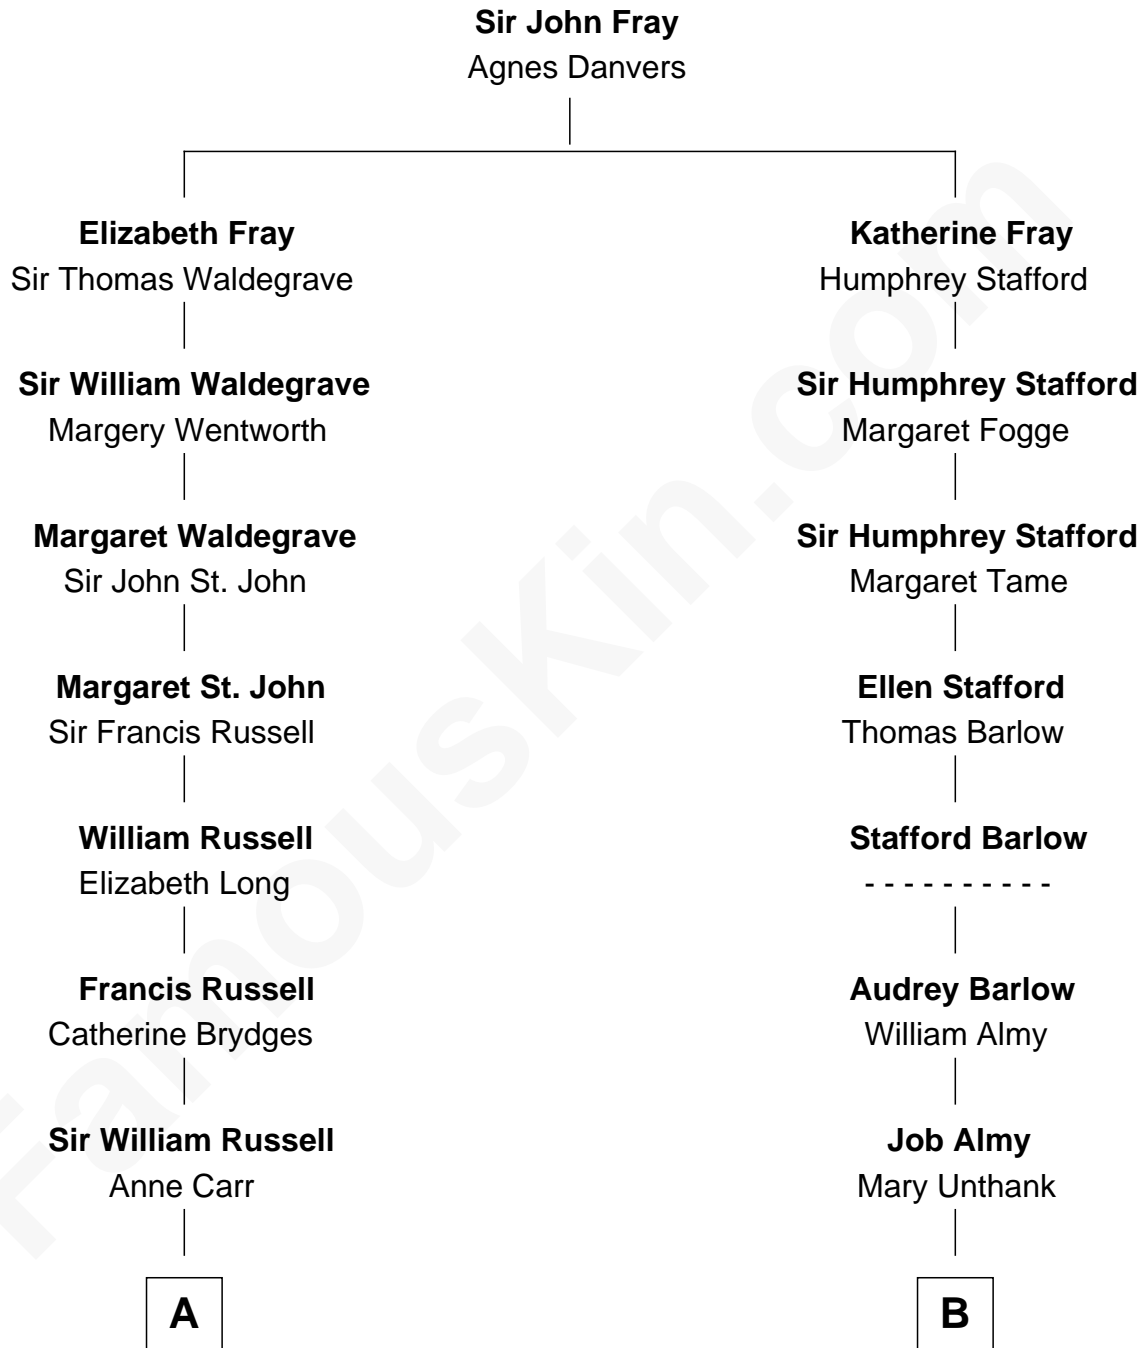 Sir John Fray
Agnes Danvers
Elizabeth Fray
Sir Thomas Waldegrave
Katherine Fray
Humphrey Stafford
Sir William Waldegrave
Margery Wentworth
Sir Humphrey Stafford
Margaret Fogge
Margaret Waldegrave
Sir John St. John
Sir Humphrey Stafford
Margaret Tame
Margaret St. John
Sir Francis Russell
Ellen Stafford
Thomas Barlow
William Russell
Elizabeth Long
Stafford Barlow
- - - - - - - - - -
Francis Russell
Catherine Brydges
Audrey Barlow
William Almy
Sir William Russell
Anne Carr
Job Almy
Mary Unthank
A
B
FamousKin.com